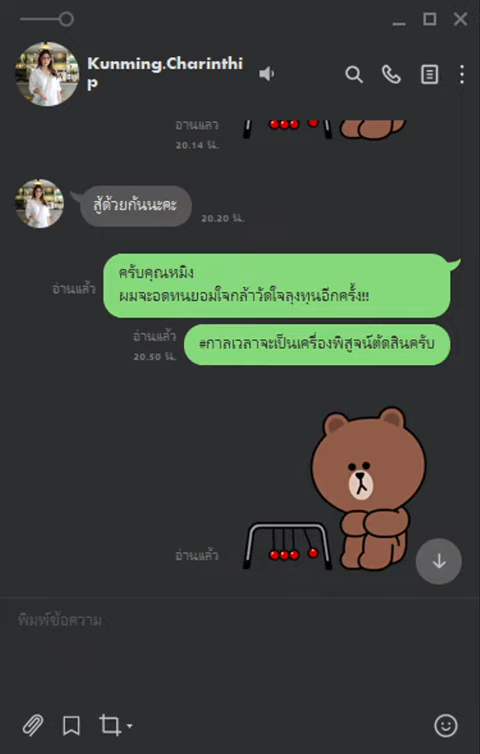 Kunming.Charinthi
p
อ่านแล้ว
20.14 น.
สู้ด้วยกันนะคะ
20.20 น.
ครับคุณหมิง
อ่านแล้ว
ผมจะอดทนยอมใจกล้าวัดใจลงทุนอีกครั้ง!!!
อ่านแล้ว
20.50 น.
#กาลเวลาจะเป็นเครื่องพิสูจน์ตัดสินครับ
อ่านแล้ว
พิมพ์ข้อความ